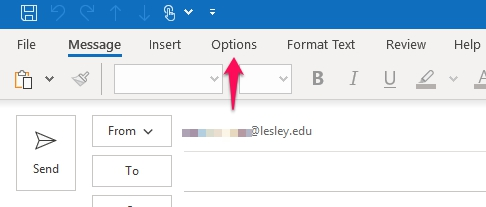 File Message Insert Options Format Text Review Help
B I U
From @lesley.edu
Send
To